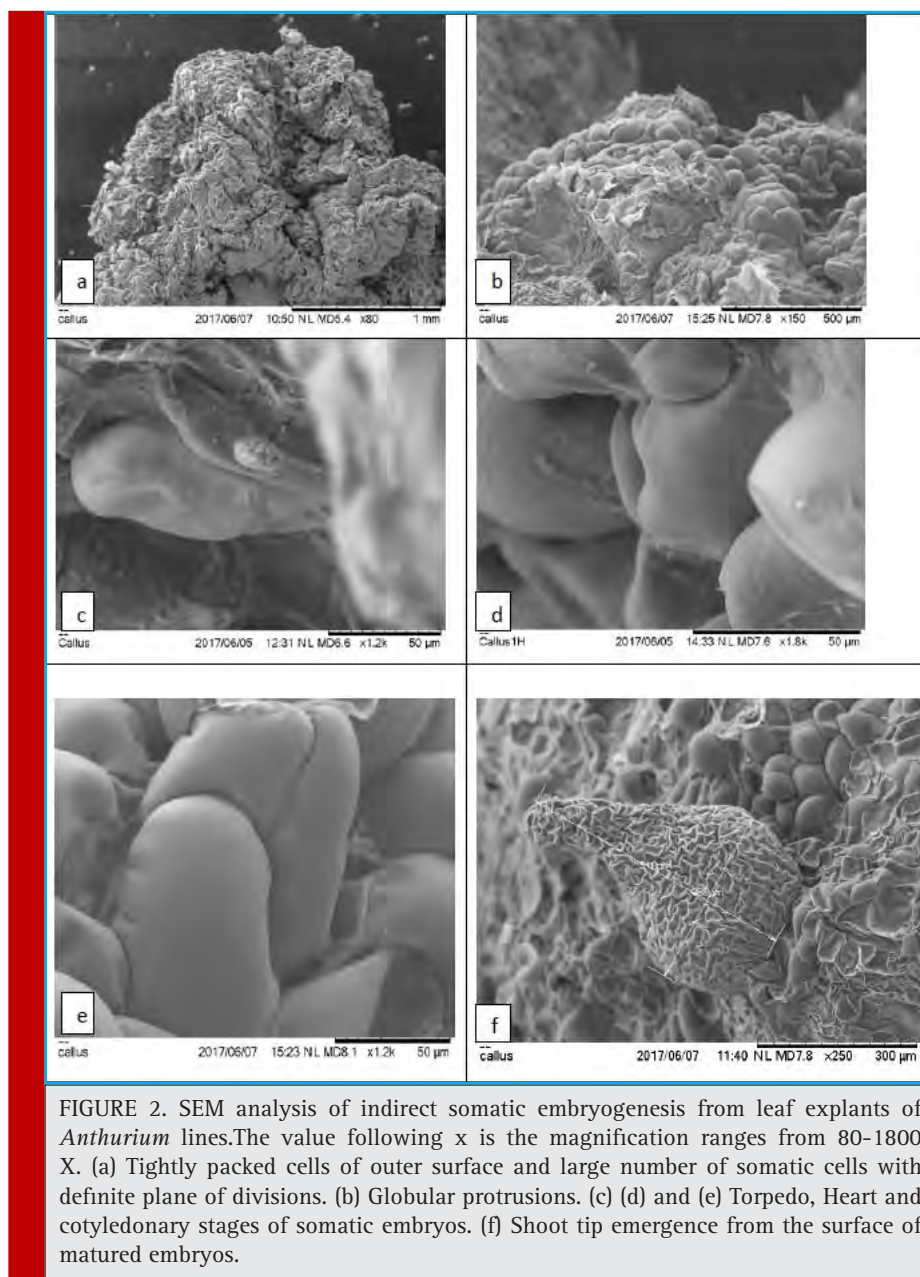 a
callus 2017/06/07 10:50 NL MD5.4 x80 1 mm
b
callus 2017/06/07 15:25 NL MD7.8 x150 500 μm
c
callus 2017/06/05 12:31 NL MD6.6 x1.2k 50 μm
d
Callus1H 2017/06/05 14:33 NL MD7.6 x1.8k 50 μm
e
callus 2017/06/07 15:23 NL MD8.1 x1.2k 50 μm
f
callus 2017/06/07 11:40 NL MD7.8 x250 300 μm
FIGURE 2. SEM analysis of indirect somatic embryogenesis from leaf explants of
Anthurium lines.The value following x is the magnification ranges from 80-1800
X. (a) Tightly packed cells of outer surface and large number of somatic cells with
definite plane of divisions. (b) Globular protrusions. (c) (d) and (e) Torpedo, Heart and
cotyledonary stages of somatic embryos. (f) Shoot tip emergence from the surface of
matured embryos.